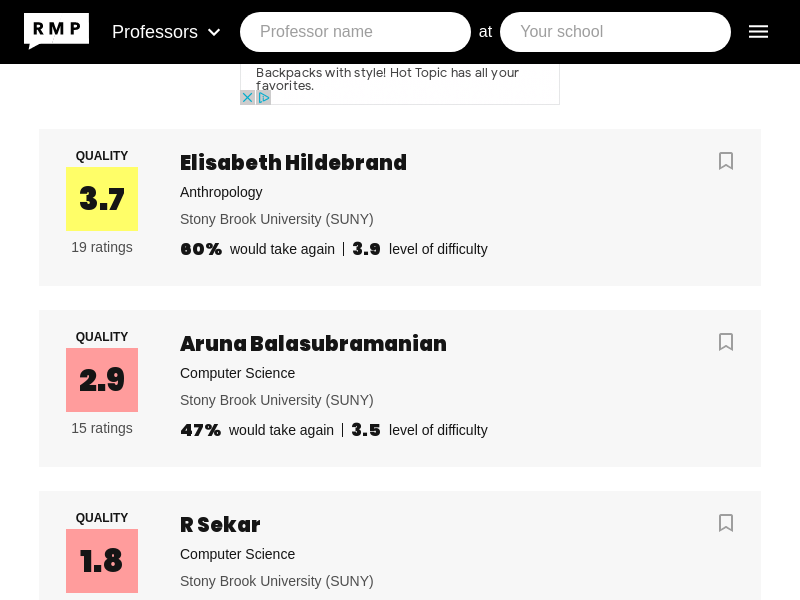 RMP
Professors
Professor name
at
Your school
Backpacks with style! Hot Topic has all your
favorites.
QUALITY
3.7
19 ratings
Elisabeth Hildebrand
Anthropology
Stony Brook University (SUNY)
60% would take again
3.9 level of difficulty
QUALITY
2.9
15 ratings
Aruna Balasubramanian
Computer Science
Stony Brook University (SUNY)
47% would take again
3.5 level of difficulty
QUALITY
1.8
R Sekar
Computer Science
Stony Brook University (SUNY)